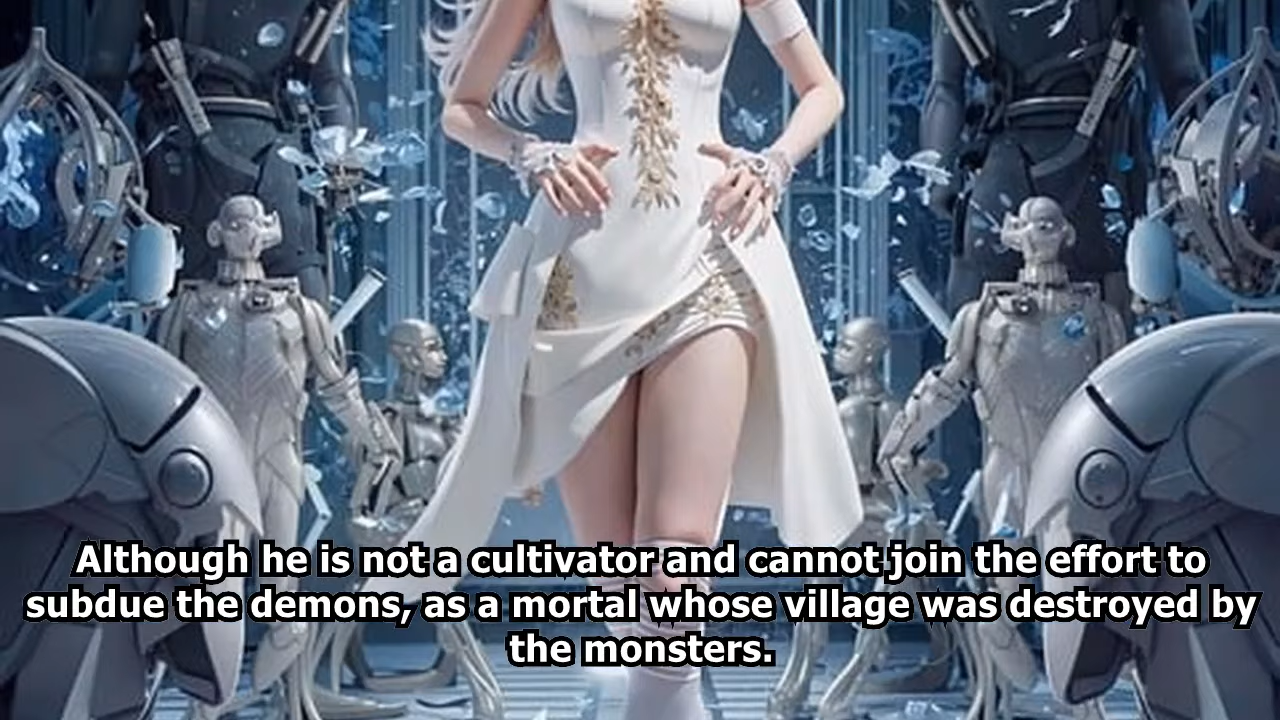 Although he is not a cultivator and cannot join the effort to
subdue the demons, as a mortal whose village was destroyed by
the monsters.